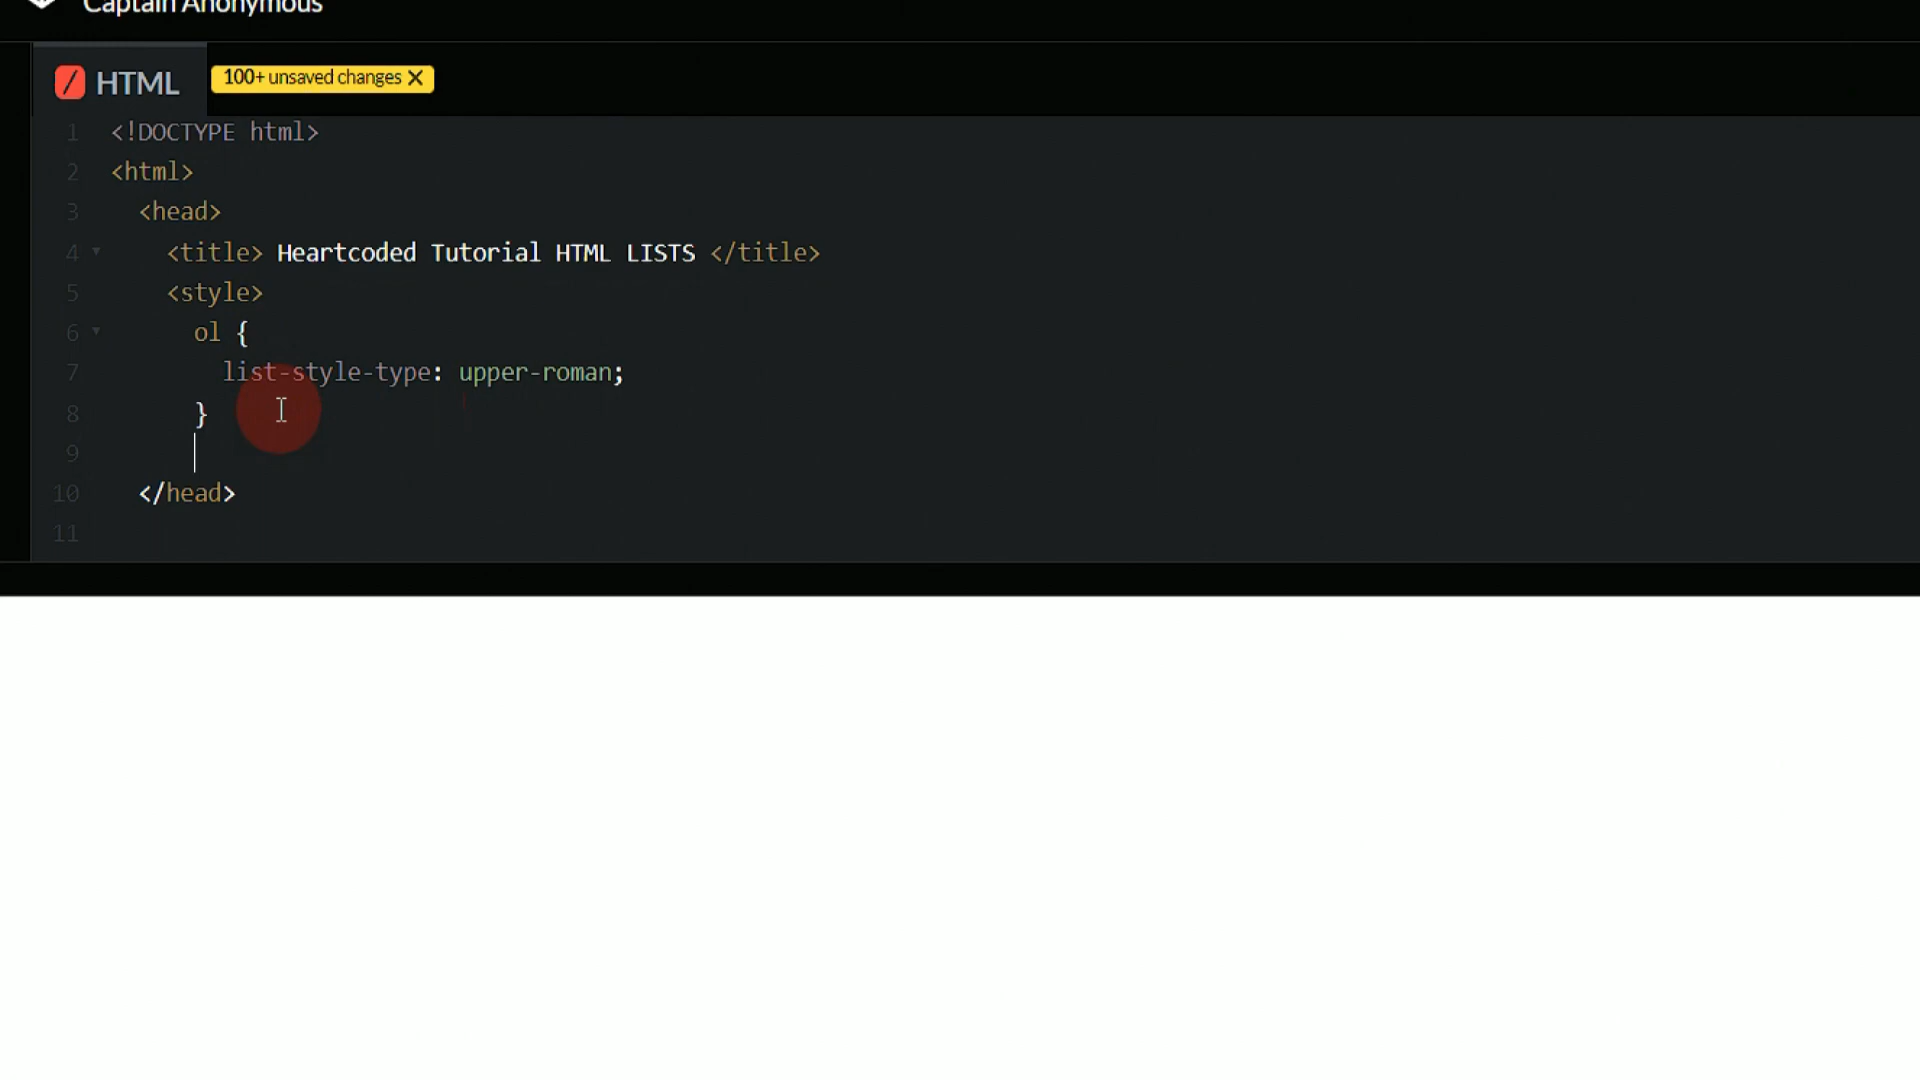 Captain Anonymous
HTML 100+ unsaved changes
1 <!DOCTYPE html>
2 <html>
3 <head>
4 <title> Heartcoded Tutorial HTML LISTS </title>
5 <style>
6 ol {
7 list-style-type: upper-roman;
8 }
9
10 </head>
11